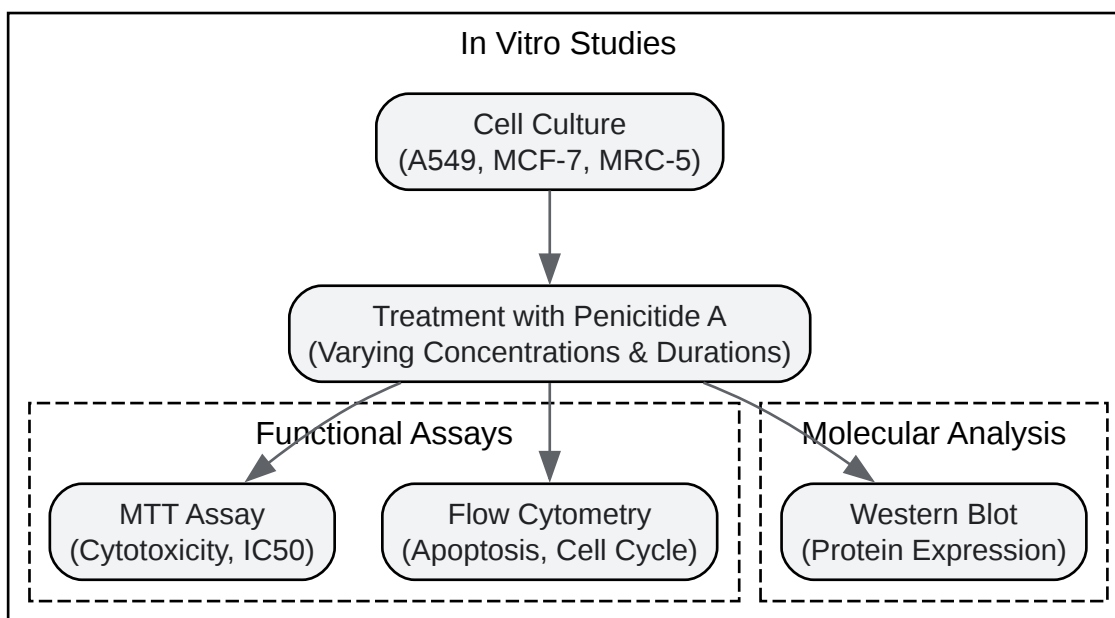 In Vitro Studies
Cell Culture
(A549, MCF-7, MRC-5)
Treatment with Penicitide A
(Varying Concentrations & Durations)
Functional Assays
MTT Assay
(Cytotoxicity, IC50)
Flow Cytometry
(Apoptosis, Cell Cycle)
Molecular Analysis
Western Blot
(Protein Expression)